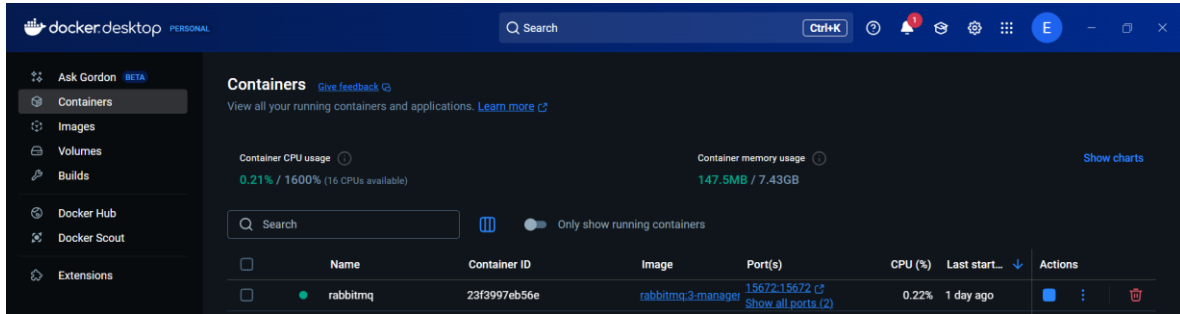 docker.desktop PERSONAL
Search
Ctrl+K
1
E
Ask Gordon BETA
Containers
Images
Volumes
Builds
Docker Hub
Docker Scout
Extensions
Containers Give feedback
View all your running containers and applications. Learn more
Container CPU usage
0.21% / 1600% (16 CPUs available)
Container memory usage
147.5MB / 7.43GB
Show charts
Search
Only show running containers
Name Container ID Image Port(s) CPU (%) Last start... Actions
rabbitmq 23f3997eb56e rabbitmq:3-manager 15672:15672 0.22% 1 day ago
Show all ports (2)